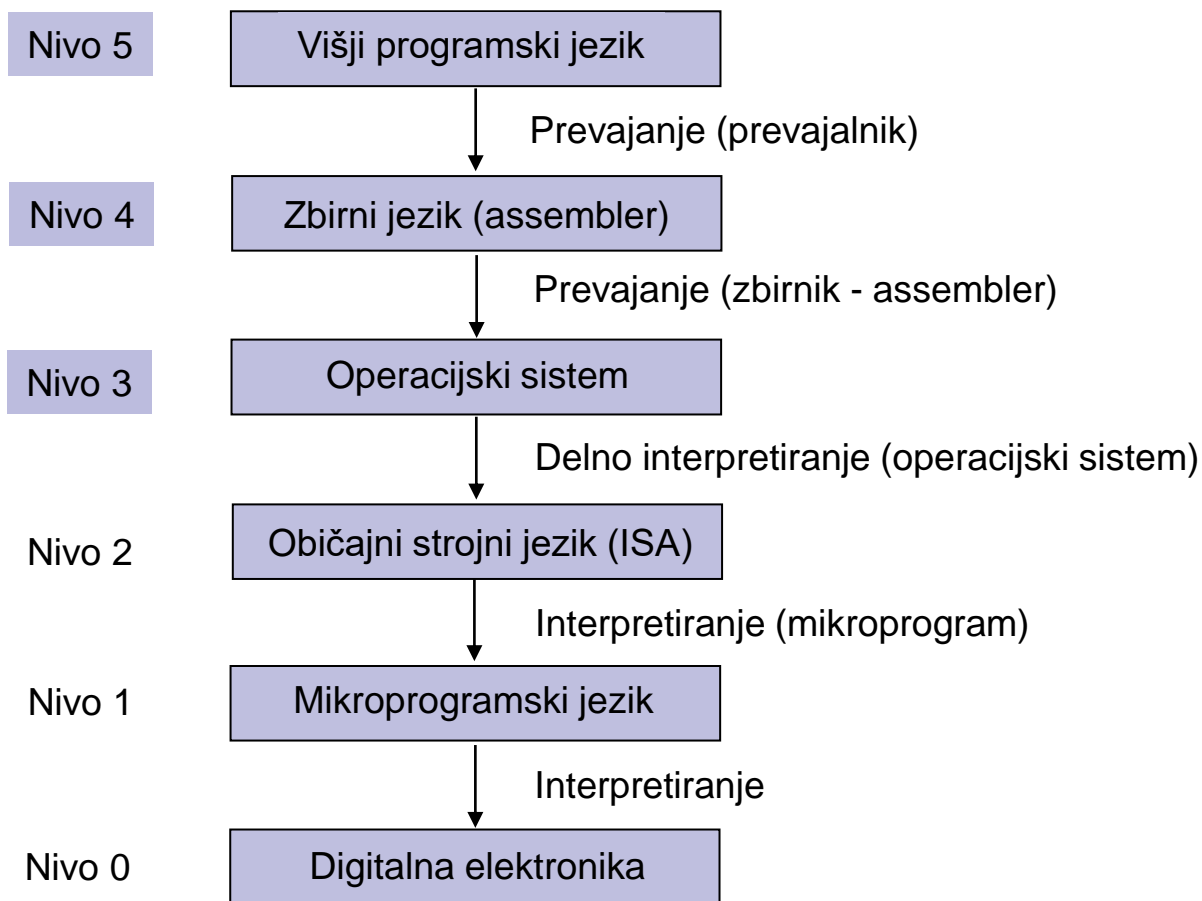 Nivo 5
Višji programski jezik
Prevajanje (prevajalnik)
Nivo 4
Zbirni jezik (assembler)
Prevajanje (zbirnik - assembler)
Nivo 3
Operacijski sistem
Delno interpretiranje (operacijski sistem)
Nivo 2
Običajni strojni jezik (ISA)
Interpretiranje (mikroprogram)
Nivo 1
Mikroprogramski jezik
Interpretiranje
Nivo 0
Digitalna elektronika